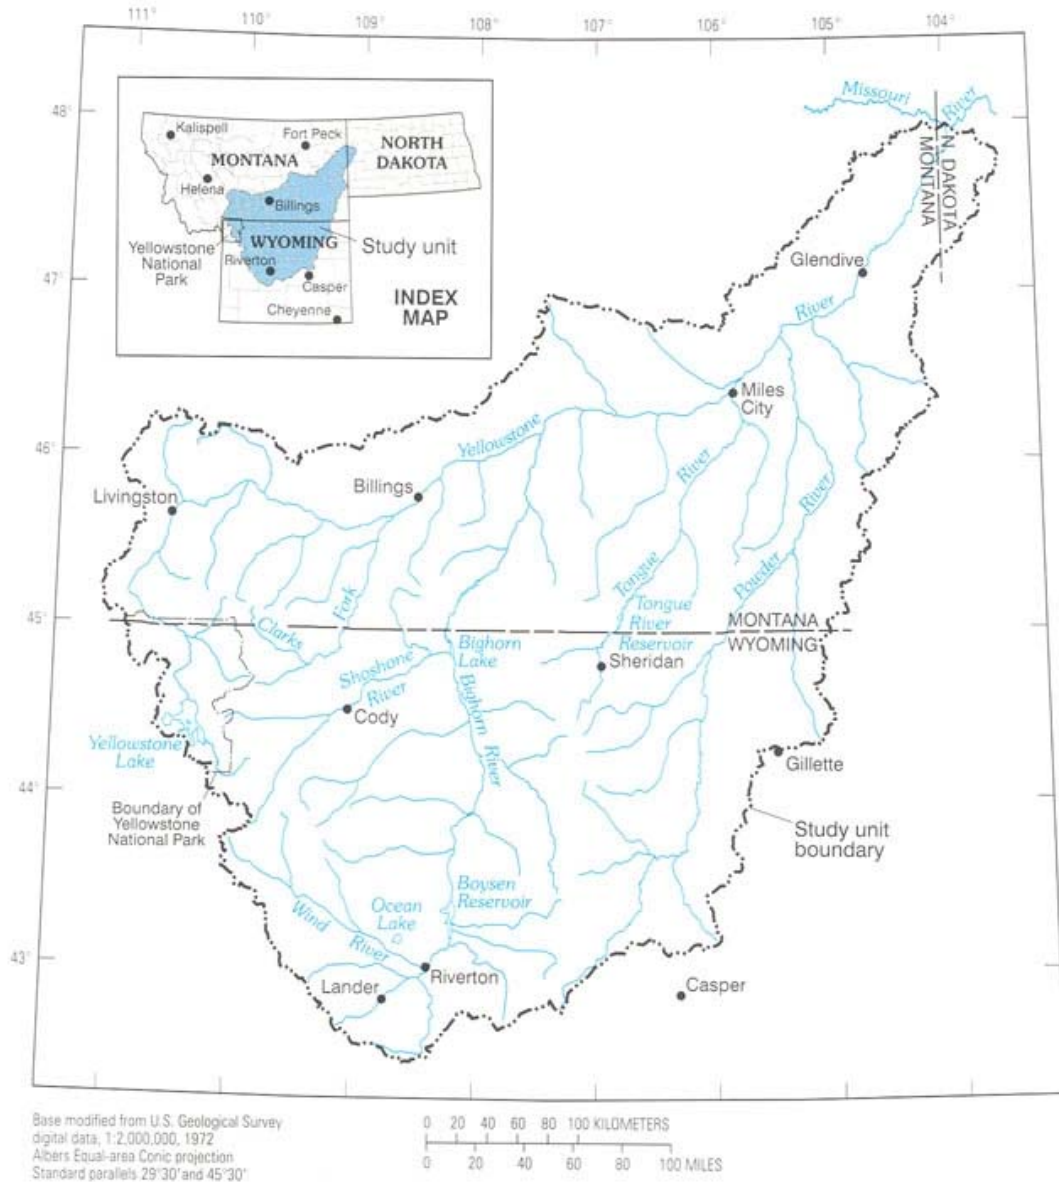 111° 110° 109° 108° 107° 106° 105° 104°
48°
47°
46°
45°
44°
43°
Kalispell
Fort Peck
MONTANA
NORTH
DAKOTA
Helena
Billings
WYOMING
Study unit
Yellowstone
National
Park
Riverton
Casper
Cheyenne
INDEX
MAP
Missouri River
N. DAKOTA
MONTANA
Glendive
River
Miles
City
Yellowstone
Billings
Livingston
River
River
Tongue
Powder
Fork
Clarks
Tongue
River
Reservoir
MONTANA
WYOMING
Bighorn
Lake
Sheridan
Shoshone
River
Cody
Bighorn
River
Yellowstone
Lake
Gillette
Boundary of
Yellowstone
National Park
Study unit
boundary
Wind
River
Ocean
Lake
Boysen
Reservoir
Riverton
Lander
Casper
Base modified from U.S. Geological Survey
digital data, 1:2,000,000, 1972
Albers Equal-area Conic projection
Standard parallels 29°30' and 45°30'
0 20 40 60 80 100 KILOMETERS
0 20 40 60 80 100 MILES